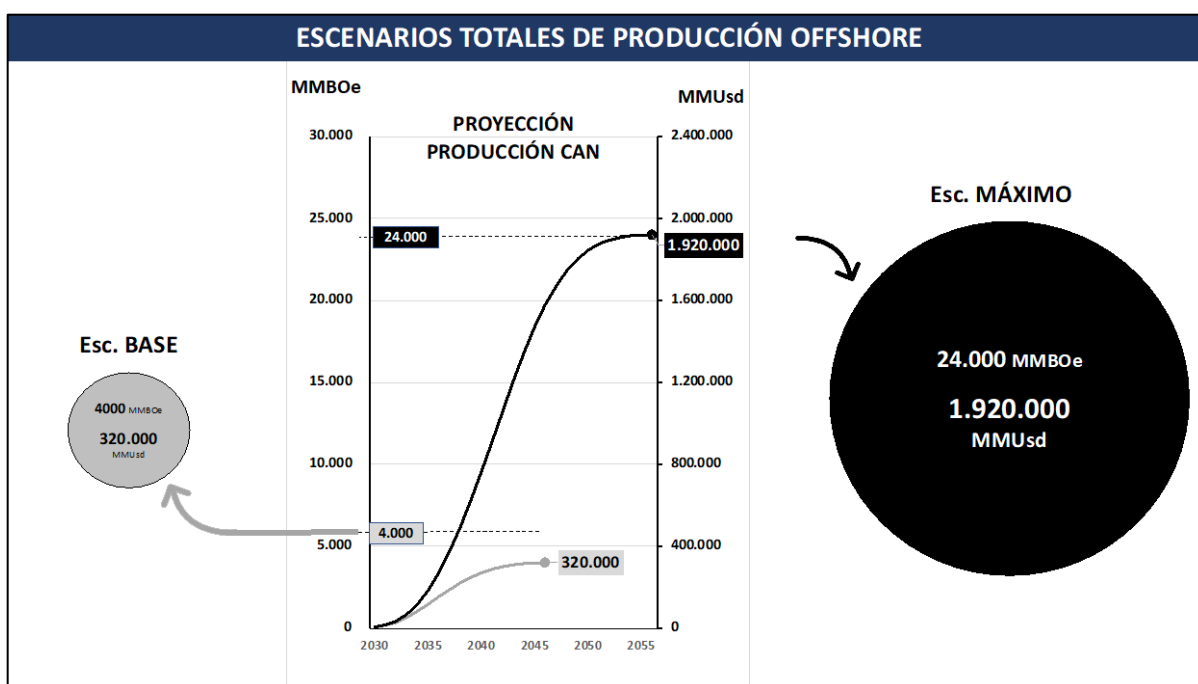 ESCENARIOS TOTALES DE PRODUCCIÓN OFFSHORE
MMBOe
MMUsd
PROYECCIÓN
PRODUCCIÓN CAN
30.000
2.400.000
25.000
2.000.000
24.000
1.920.000
20.000
1.600.000
15.000
1.200.000
10.000
800.000
4.000
5.000
400.000
320.000
0
0
2030
2035
2040
2045
2050
2055
Esc. BASE
4000 MMBOe
320.000
MMUsd
Esc. MÁXIMO
24.000 MMBOe
1.920.000
MMUsd